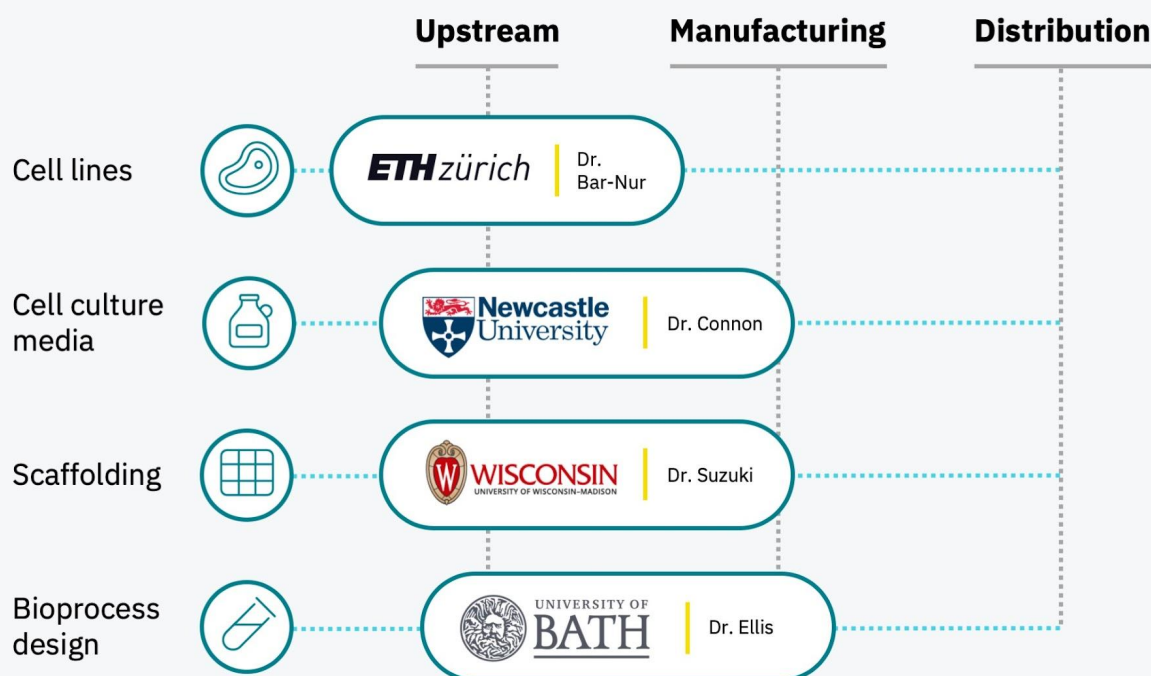 Upstream Manufacturing Distribution
Cell lines
ETH zürich
Dr.
Bar-Nur
Cell culture
media
Newcastle
University
Dr. Connon
Scaffolding
W
WISCONSIN
UNIVERSITY OF WISCONSIN–MADISON
Dr. Suzuki
Bioprocess
design
UNIVERSITY OF
BATH
Dr. Ellis